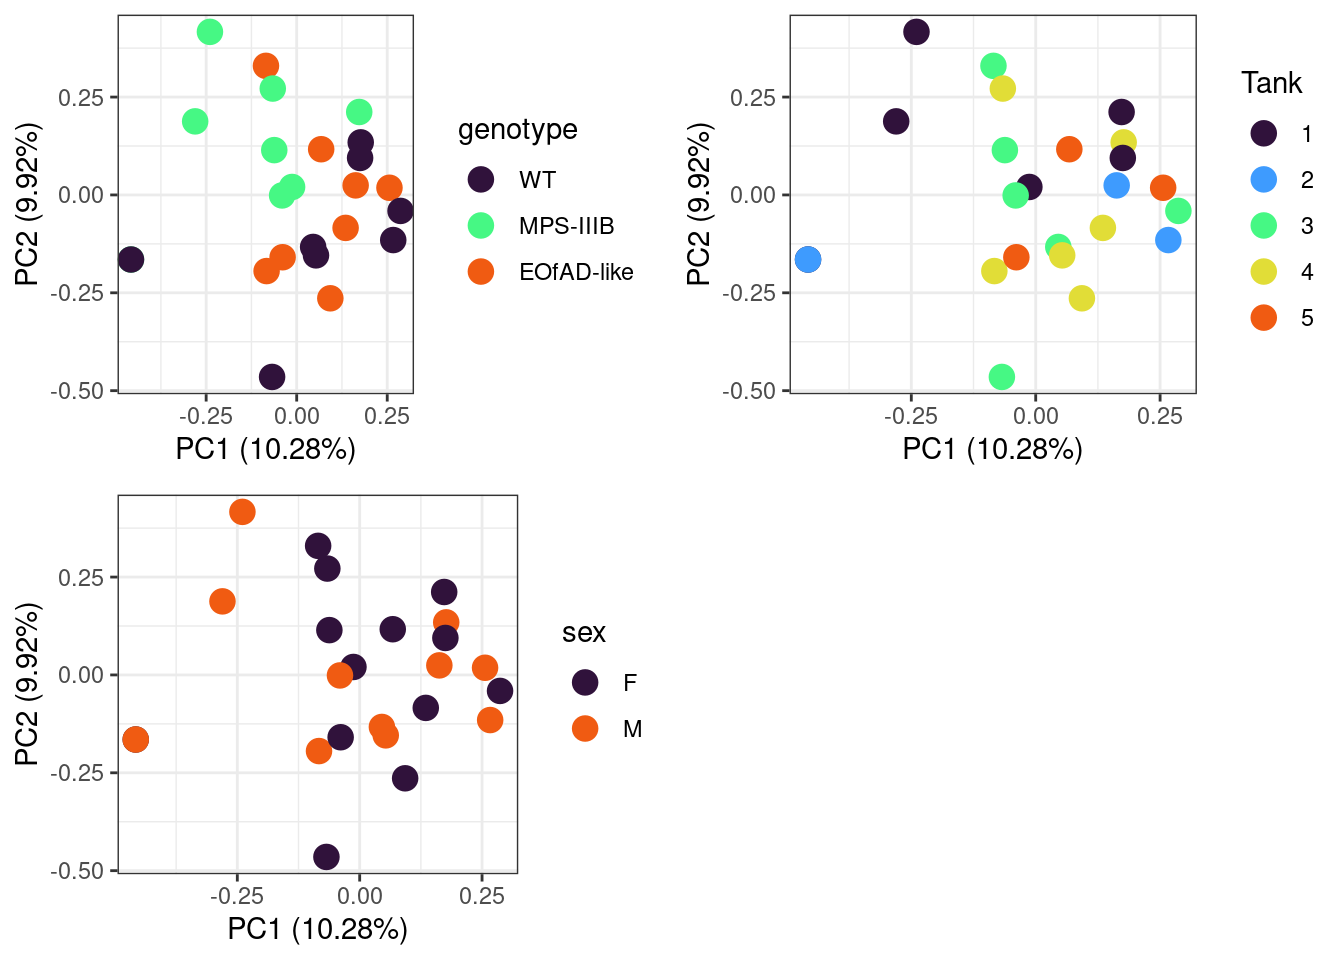 0.25
0.00
-0.25
-0.50
PC2 (9.92%)
-0.25 0.00 0.25
PC1 (10.28%)
genotype
WT
MPS-IIIB
EOfAD-like
0.25
0.00
-0.25
-0.50
PC2 (9.92%)
-0.25 0.00 0.25
PC1 (10.28%)
Tank
1
2
3
4
5
0.25
0.00
-0.25
-0.50
PC2 (9.92%)
-0.25 0.00 0.25
PC1 (10.28%)
sex
F
M